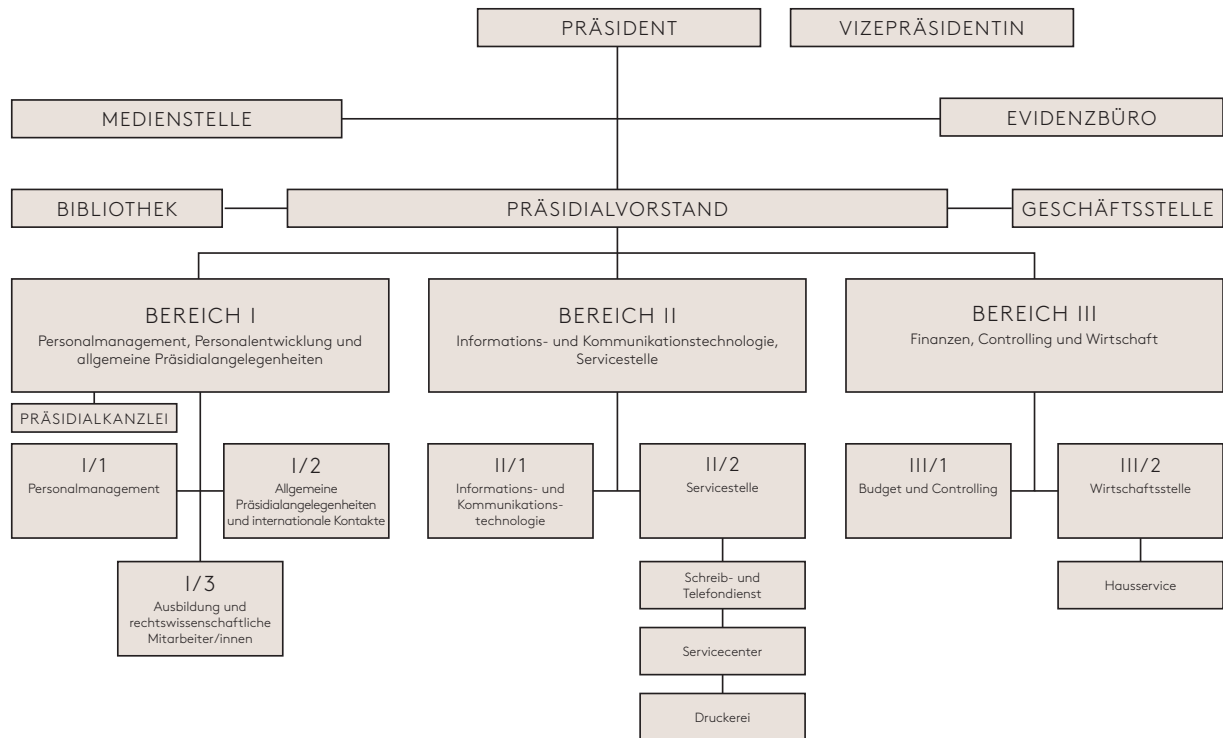 PRÄSIDENT
VIZEPRÄSIDENTIN
MEDIENSTELLE
EVIDENZBÜRO
BIBLIOTHEK
PRÄSIDIALVORSTAND
GESCHÄFTSSTELLE
BEREICH I
Personalmanagement, Personalentwicklung und
allgemeine Präsidialangelegenheiten
BEREICH II
Informations- und Kommunikationstechnologie,
Servicestelle
BEREICH III
Finanzen, Controlling und Wirtschaft
PRÄSIDIALKANZLEI
I/1
Personalmanagement
I/2
Allgemeine
Präsidialangelegenheiten
und internationale Kontakte
I/3
Ausbildung und
rechtswissenschaftliche
Mitarbeiter/innen
II/1
Informations- und
Kommunikations-
technologie
II/2
Servicestelle
Schreib- und
Telefondienst
Servicecenter
Druckerei
III/1
Budget und Controlling
III/2
Wirtschaftsstelle
Hausservice